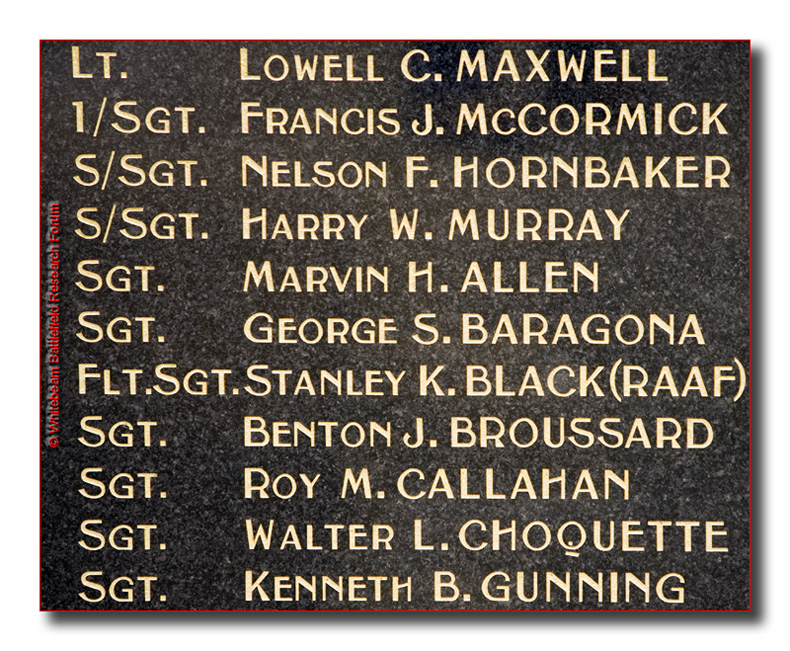 LT. LOWELL C. MAXWELL
1/SGT. FRANCIS J. McCORMICK
S/SGT. NELSON F. HORNBAKER
S/SGT. HARRY W. MURRAY
SGT. MARVIN H. ALLEN
SGT. GEORGE S. BARAGONA
FLT. SGT. STANLEY K. BLACK (RAAF)
SGT. BENTON J. BROUSSARD
SGT. ROY M. CALLAHAN
SGT. WALTER L. CHOQUETTE
SGT. KENNETH B. GUNNING
© Whitebeam Battlefield Research Forum